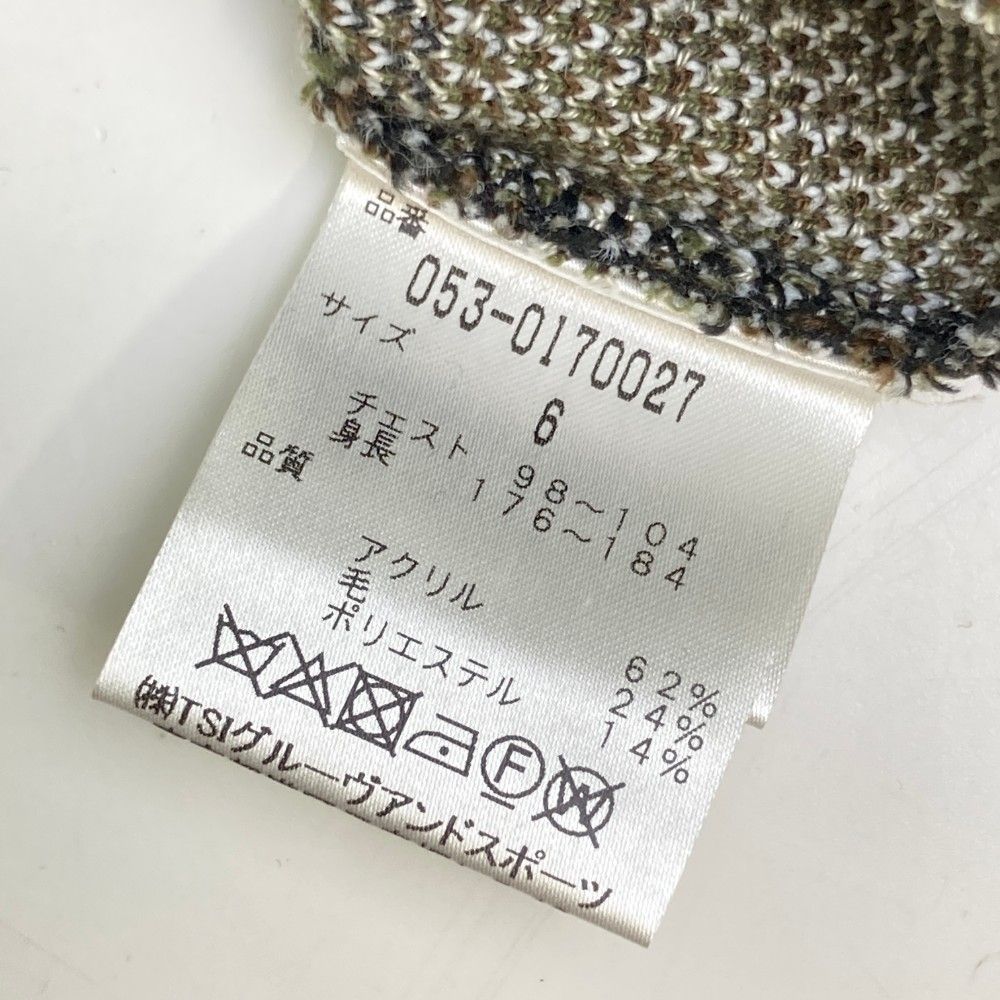 品番
053-0170027
サイズ
6
チエスト 98～104
身長 176～184
品質
アクリル 62%
毛 24%
ポリエステル 14%
F W
㈱TSIグルーヴアンドスポーツ